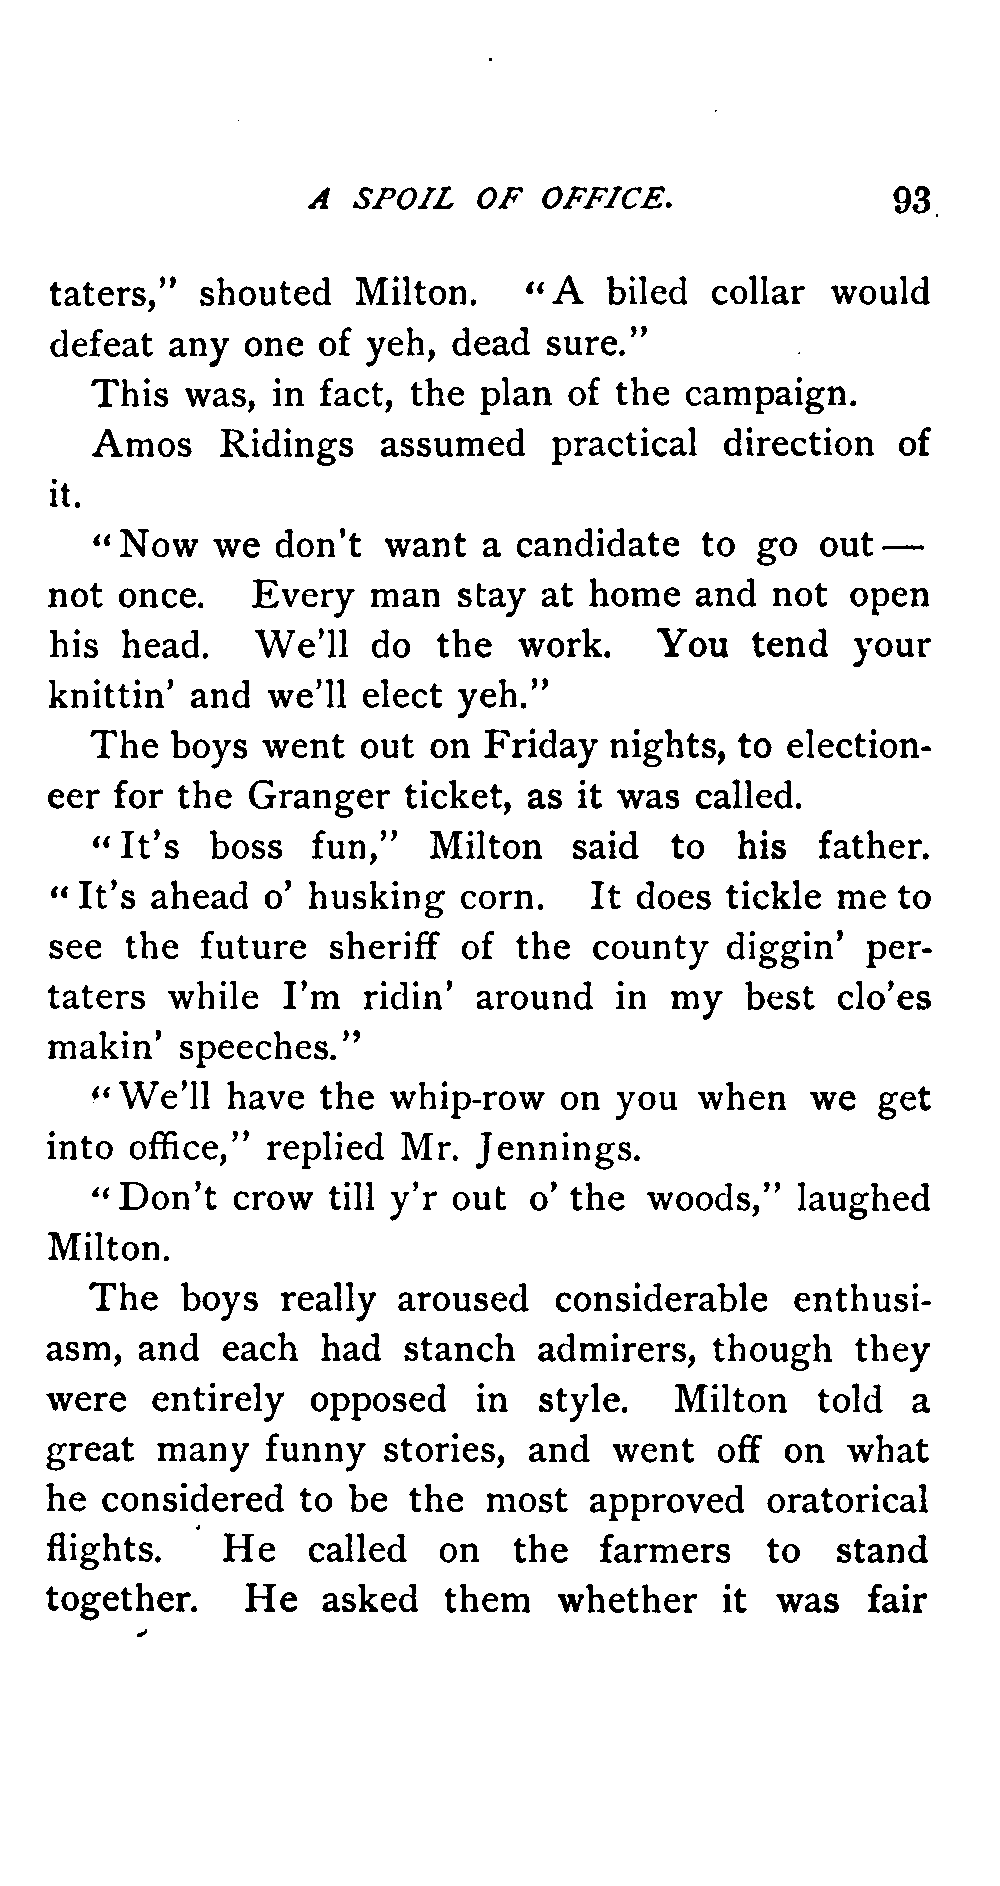 A SPOIL OF OFFICE. 93
taters," shouted Milton. "A biled collar would
defeat any one of yeh, dead sure."
This was, in fact, the plan of the campaign.
Amos Ridings assumed practical direction of
it.
"Now we don't want a candidate to go out—
not once. Every man stay at home and not open
his head. We'll do the work. You tend your
knittin' and we'll elect yeh."
The boys went out on Friday nights, to election-
eer for the Granger ticket, as it was called.
"It's boss fun," Milton said to his father.
"It's ahead o' husking corn. It does tickle me to
see the future sheriff of the county diggin' per-
taters while I'm ridin' around in my best clo'es
makin' speeches."
"We'll have the whip-row on you when we get
into office," replied Mr. Jennings.
"Don't crow till y'r out o' the woods," laughed
Milton.
The boys really aroused considerable enthusi-
asm, and each had stanch admirers, though they
were entirely opposed in style. Milton told a
great many funny stories, and went off on what
he considered to be the most approved oratorical
flights. He called on the farmers to stand
together. He asked them whether it was fair